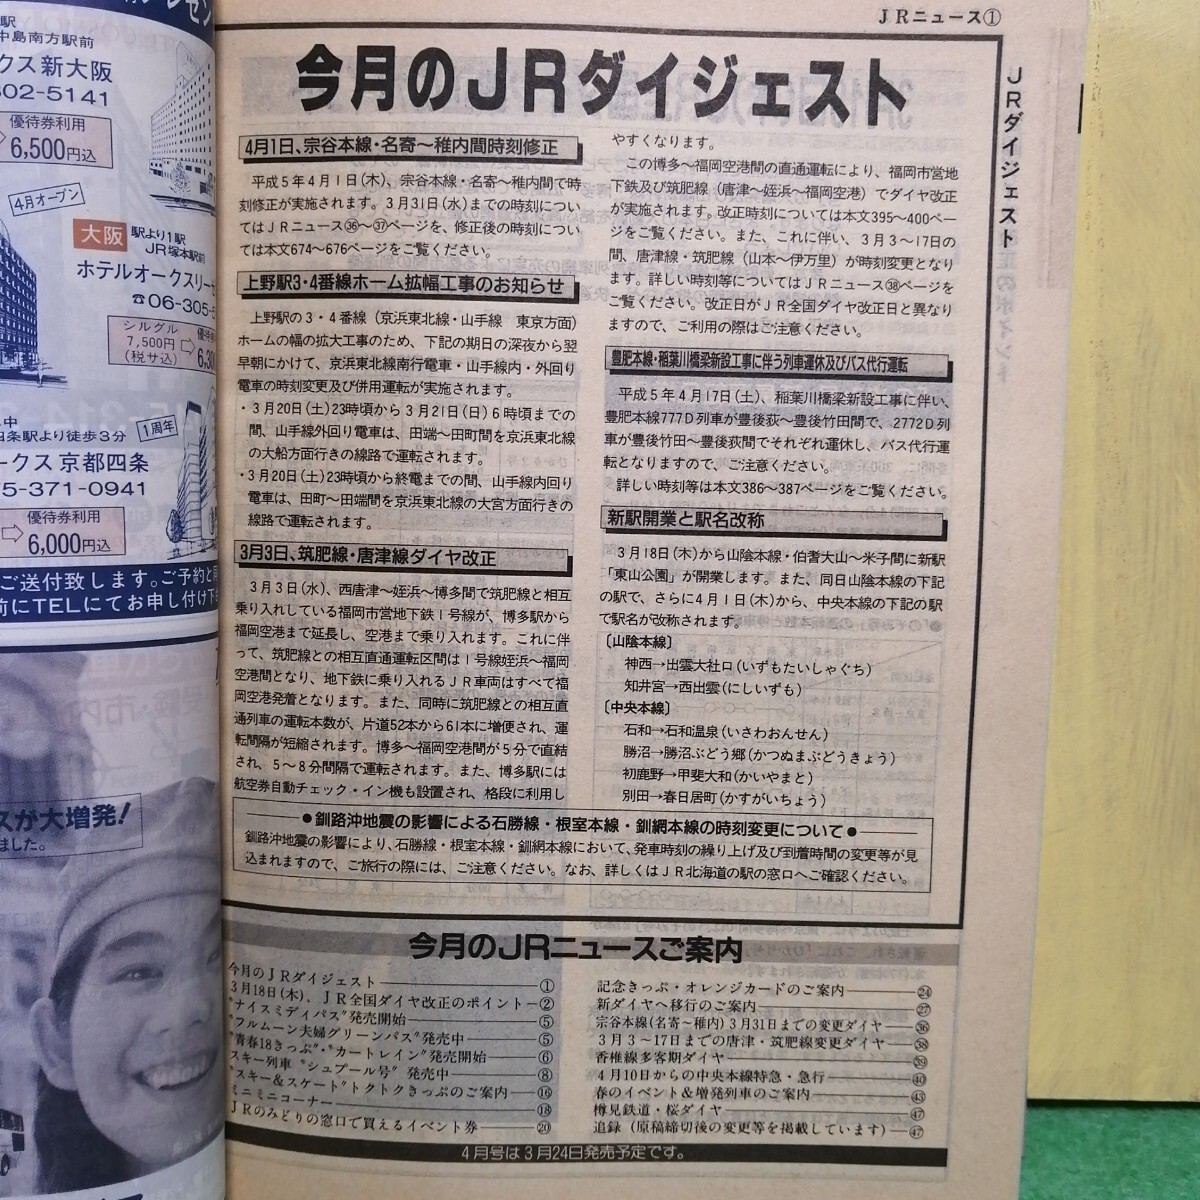 駅
中島南方駅前
クス新大阪
302-5141
優待券利用
6,500円込
4月オープン
大阪
駅より1駅
JR塚本駅前
ホテルオークスリーセ
☎06-305-5
シルグル
7,500円
(税サ込)
6,30
四条駅より徒歩3分
1周年
ークス京都四条
75-371-0941
優待券利用
6,000円込
ご送付致します。ご予約と同
前にTELにてお申し付け下さ
スが大増発!
ました。
JRニュース①
JRダイジェスト
今月のJRダイジェスト
4月1日、宗谷本線・名寄〜稚内間時刻修正
平成5年4月1日(木)、宗谷本線・名寄〜稚内間で時
刻修正が実施されます。3月31日(水)までの時刻につい
てはJRニュース㊱〜㊲ページを、修正後の時刻につい
ては本文674〜676ページをご覧ください。
上野駅3・4番線ホーム拡幅工事のお知らせ
上野駅の3・4番線(京浜東北線・山手線 東京方面)
ホームの幅の拡大工事のため、下記の期日の深夜から翌
早朝にかけて、京浜東北線南行電車・山手線内・外回り
電車の時刻変更及び併用運転が実施されます。
・3月20日(土)23時頃から3月21日(日)6時頃までの
間、山手線外回り電車は、田端〜田町間を京浜東北線
の大船方面行きの線路で運転されます。
・3月20日(土)23時頃から終電までの間、山手線内回り
電車は、田町〜田端間を京浜東北線の大宮方面行きの
線路で運転されます。
3月3日、筑肥線・唐津線ダイヤ改正
3月3日(水)、西唐津〜姪浜〜博多間で筑肥線と相互
乗り入れしている福岡市営地下鉄1号線が、博多駅から
福岡空港まで延長し、空港まで乗り入れます。これに伴
って、筑肥線との相互直通運転区間は1号線姪浜〜福岡
空港間となり、地下鉄に乗り入れるJR車両はすべて福
岡空港発着となります。また、同時に筑肥線との相互直
通列車の運転本数が、片道52本から61本に増便され、運
転間隔が短縮されます。博多〜福岡空港間が5分で直結
され、5〜8分間隔で運転されます。また、博多駅には
航空券自動チェック・イン機も設置され、格段に利用し
やすくなります。
この博多〜福岡空港間の直通運転により、福岡市営地
下鉄及び筑肥線(唐津〜姪浜〜福岡空港)でダイヤ改正
が実施されます。改正時刻については本文395〜400ペー
ジをご覧ください。また、これに伴い、3月3〜17日の
間、唐津線・筑肥線(山本〜伊万里)が時刻変更となり
ます。詳しい時刻等についてはJRニュース㊳ページを
ご覧ください。改正日がJR全国ダイヤ改正日と異なり
ますので、ご利用の際はご注意ください。
豊肥本線・稲葉川橋梁新設工事に伴う列車運休及びバス代行運転
平成5年4月17日(土)、稲葉川橋梁新設工事に伴い、
豊肥本線777D列車が豊後荻〜豊後竹田間で、2772D列
車が豊後竹田〜豊後荻間でそれぞれ運休し、バス代行運
転となりますので、ご注意ください。
詳しい時刻等は本文386〜387ページをご覧ください。
新駅開業と駅名改称
3月18日(木)から山陰本線・伯耆大山〜米子間に新駅
「東山公園」が開業します。また、同日山陰本線の下記
の駅で、さらに4月1日(木)から、中央本線の下記の駅
で駅名が改称されます。
〔山陰本線〕
神西→出雲大社口(いずもたいしゃぐち)
知井宮→西出雲(にしいずも)
〔中央本線〕
石和→石和温泉(いさわおんせん)
勝沼→勝沼ぶどう郷(かつぬまぶどうきょう)
初鹿野→甲斐大和(かいやまと)
別田→春日居町(かすがいちょう)
●釧路沖地震の影響による石勝線・根室本線・釧網本線の時刻変更について●
釧路沖地震の影響により、石勝線・根室本線・釧網本線において、発車時刻の繰り上げ及び到着時間の変更等が見
込まれますので、ご旅行の際には、ご注意ください。なお、詳しくはJR北海道の駅の窓口へご確認ください。
今月のJRニュースご案内
今月のJRダイジェスト——①
3月18日(木)、JR全国ダイヤ改正のポイント—②
"ナイスミディパス"発売開始——⑤
"フルムーン夫婦グリーンパス"発売中——⑤
"青春18きっぷ"・"カートレイン"発売開始——⑥
スキー列車 "シュプール号" 発売中——⑧
"スキー&スケート"トクトクきっぷのご案内——⑯
ミニミニコーナー——⑱
JRのみどりの窓口で買えるイベント券——⑳
記念きっぷ・オレンジカードのご案内——㉔
新ダイヤへ移行のご案内——㉗
宗谷本線(名寄〜稚内)3月31日までの変更ダイヤ—㊱
3月3〜17日までの唐津・筑肥線変更ダイヤ—㊳
香椎線多客期ダイヤ——㊴
4月10日からの中央本線特急・急行——㊵
春のイベント&増発列車のご案内——㊸
樽見鉄道・桜ダイヤ——㊼
追録(原稿締切後の変更等を掲載しています)—㊼
4月号は3月24日発売予定です。